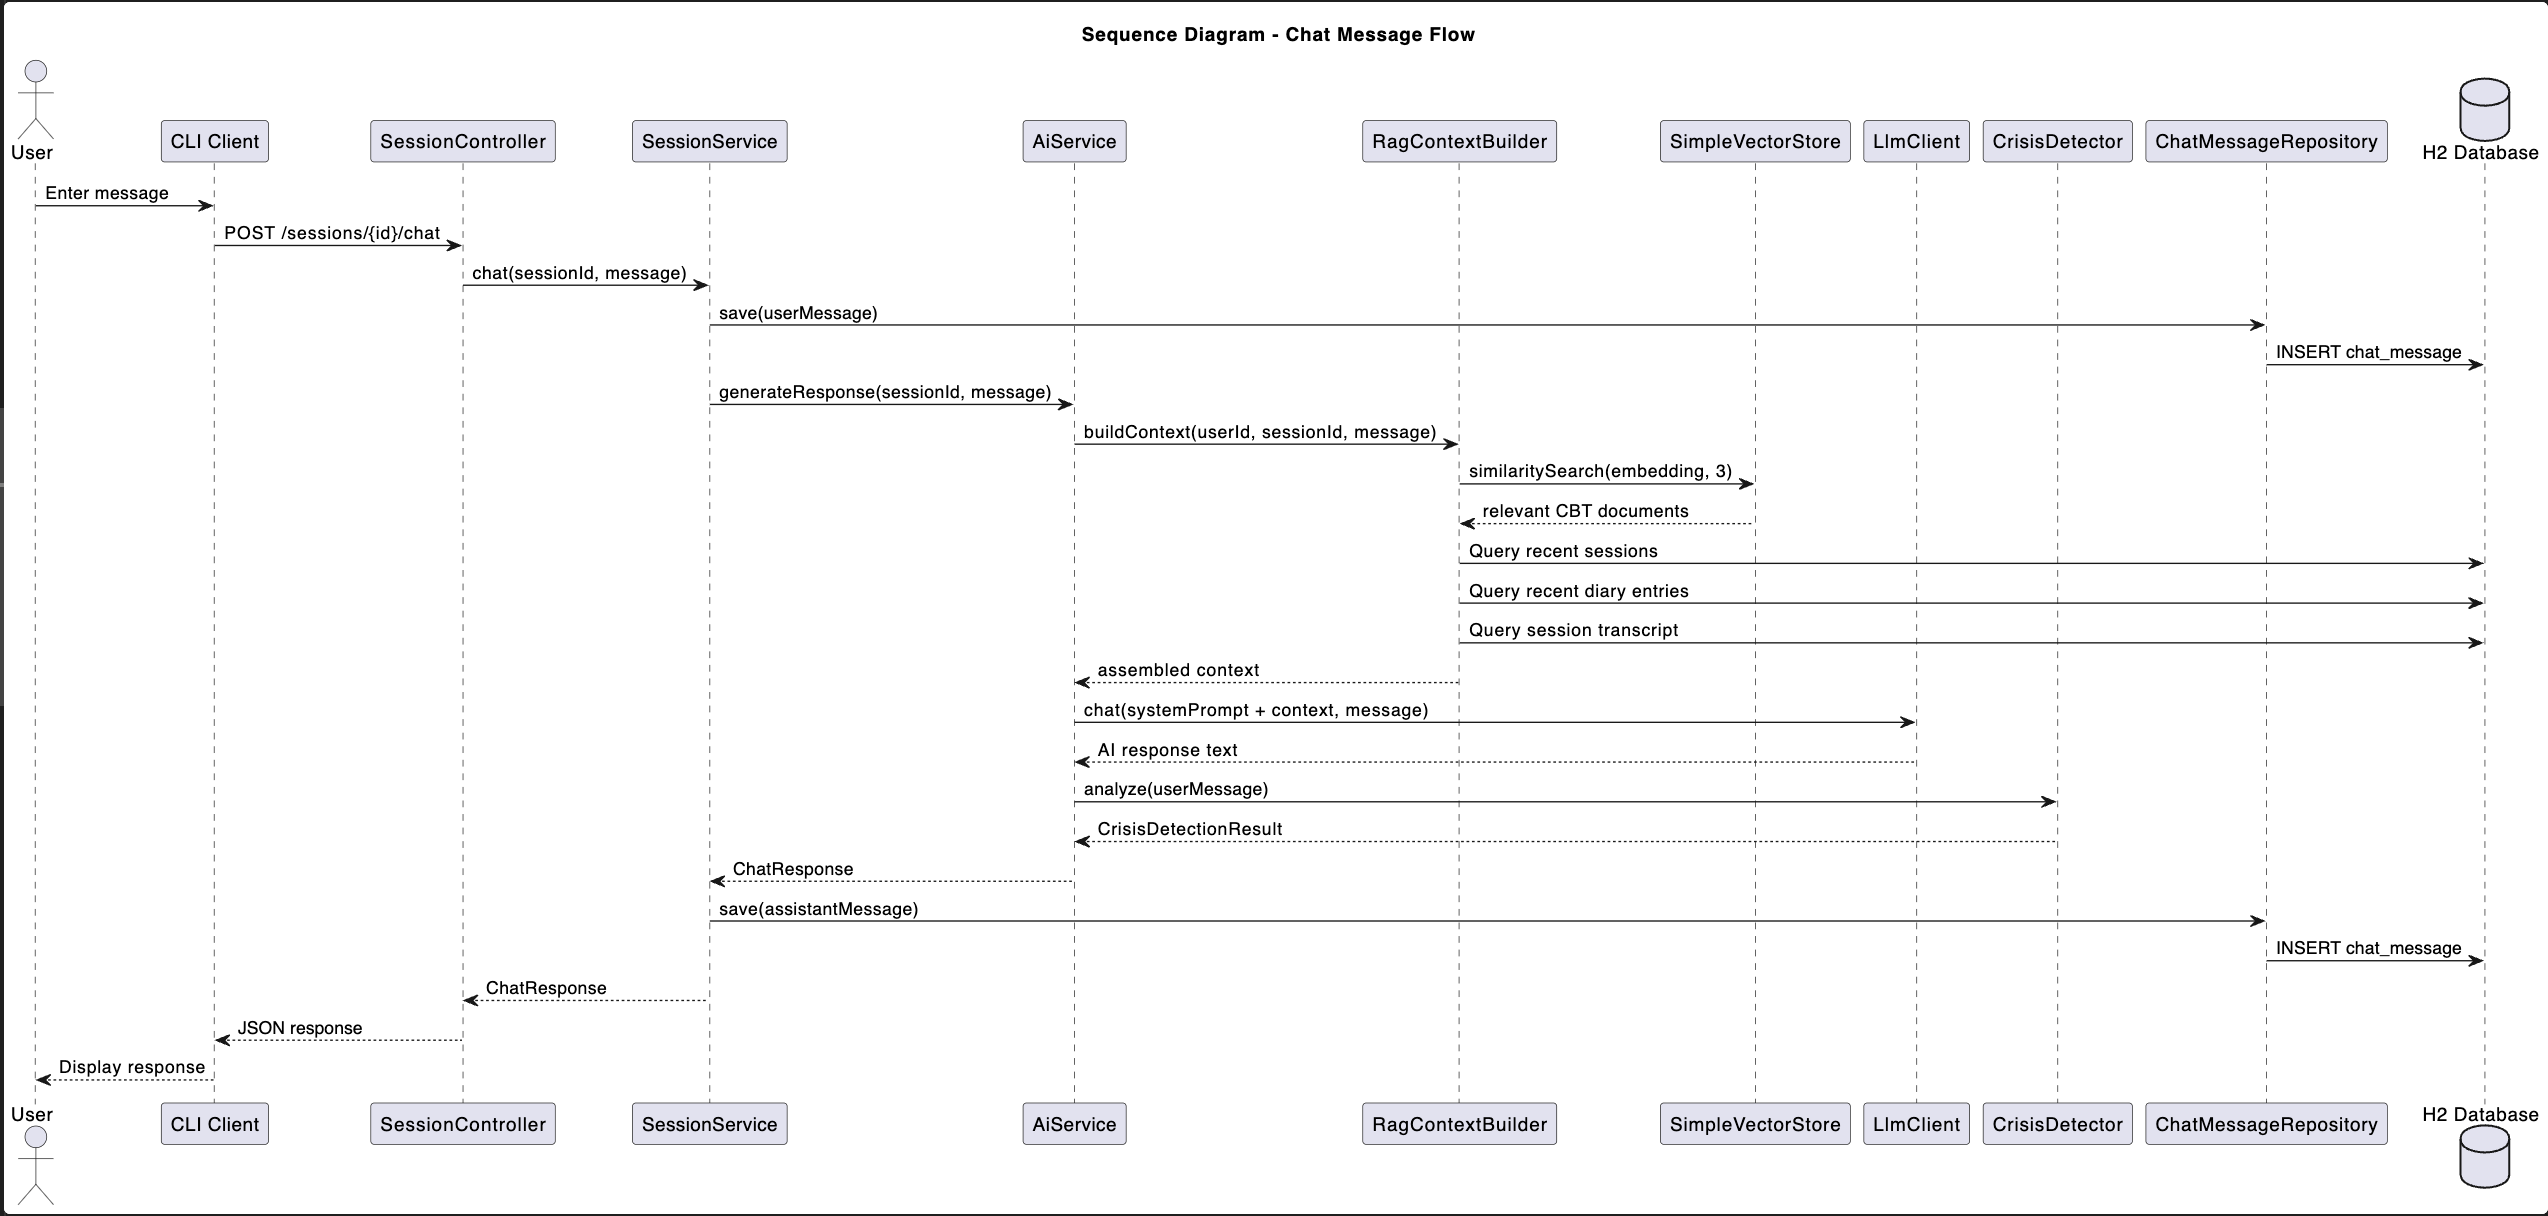 Sequence Diagram - Chat Message Flow
User
CLI Client
SessionController
SessionService
AiService
RagContextBuilder
SimpleVectorStore
LlmClient
CrisisDetector
ChatMessageRepository
H2 Database
Enter message
POST /sessions/{id}/chat
chat(sessionId, message)
save(userMessage)
INSERT chat_message
generateResponse(sessionId, message)
buildContext(userId, sessionId, message)
similaritySearch(embedding, 3)
relevant CBT documents
Query recent sessions
Query recent diary entries
Query session transcript
assembled context
chat(systemPrompt + context, message)
AI response text
analyze(userMessage)
CrisisDetectionResult
ChatResponse
save(assistantMessage)
INSERT chat_message
ChatResponse
JSON response
Display response
User
CLI Client
SessionController
SessionService
AiService
RagContextBuilder
SimpleVectorStore
LlmClient
CrisisDetector
ChatMessageRepository
H2 Database